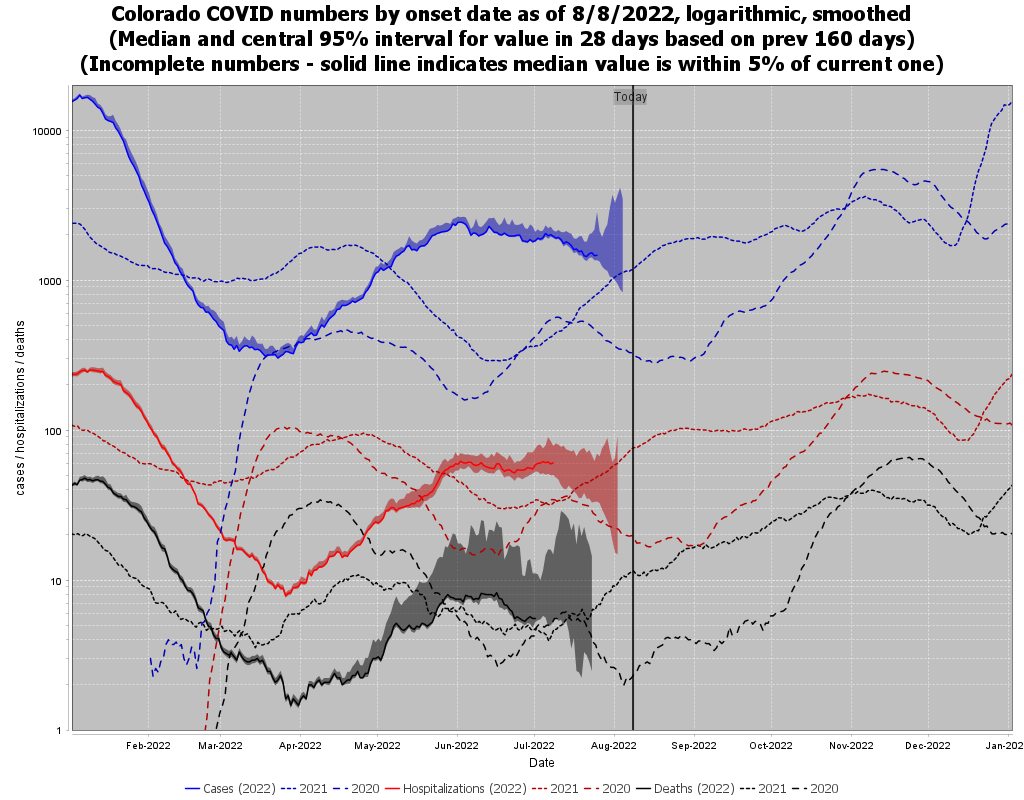 Colorado COVID numbers by onset date as of 8/8/2022, logarithmic, smoothed
(Median and central 95% interval for value in 28 days based on prev 160 days)
(Incomplete numbers - solid line indicates median value is within 5% of current one)
Today
10000
1000
100
10
1
cases / hospitalizations / deaths
Feb-2022 Mar-2022 Apr-2022 May-2022 Jun-2022 Jul-2022 Aug-2022 Sep-2022 Oct-2022 Nov-2022 Dec-2022 Jan-202
Date
Cases (2022) 2021 2020 Hospitalizations (2022) 2021 2020 Deaths (2022) 2021 2020